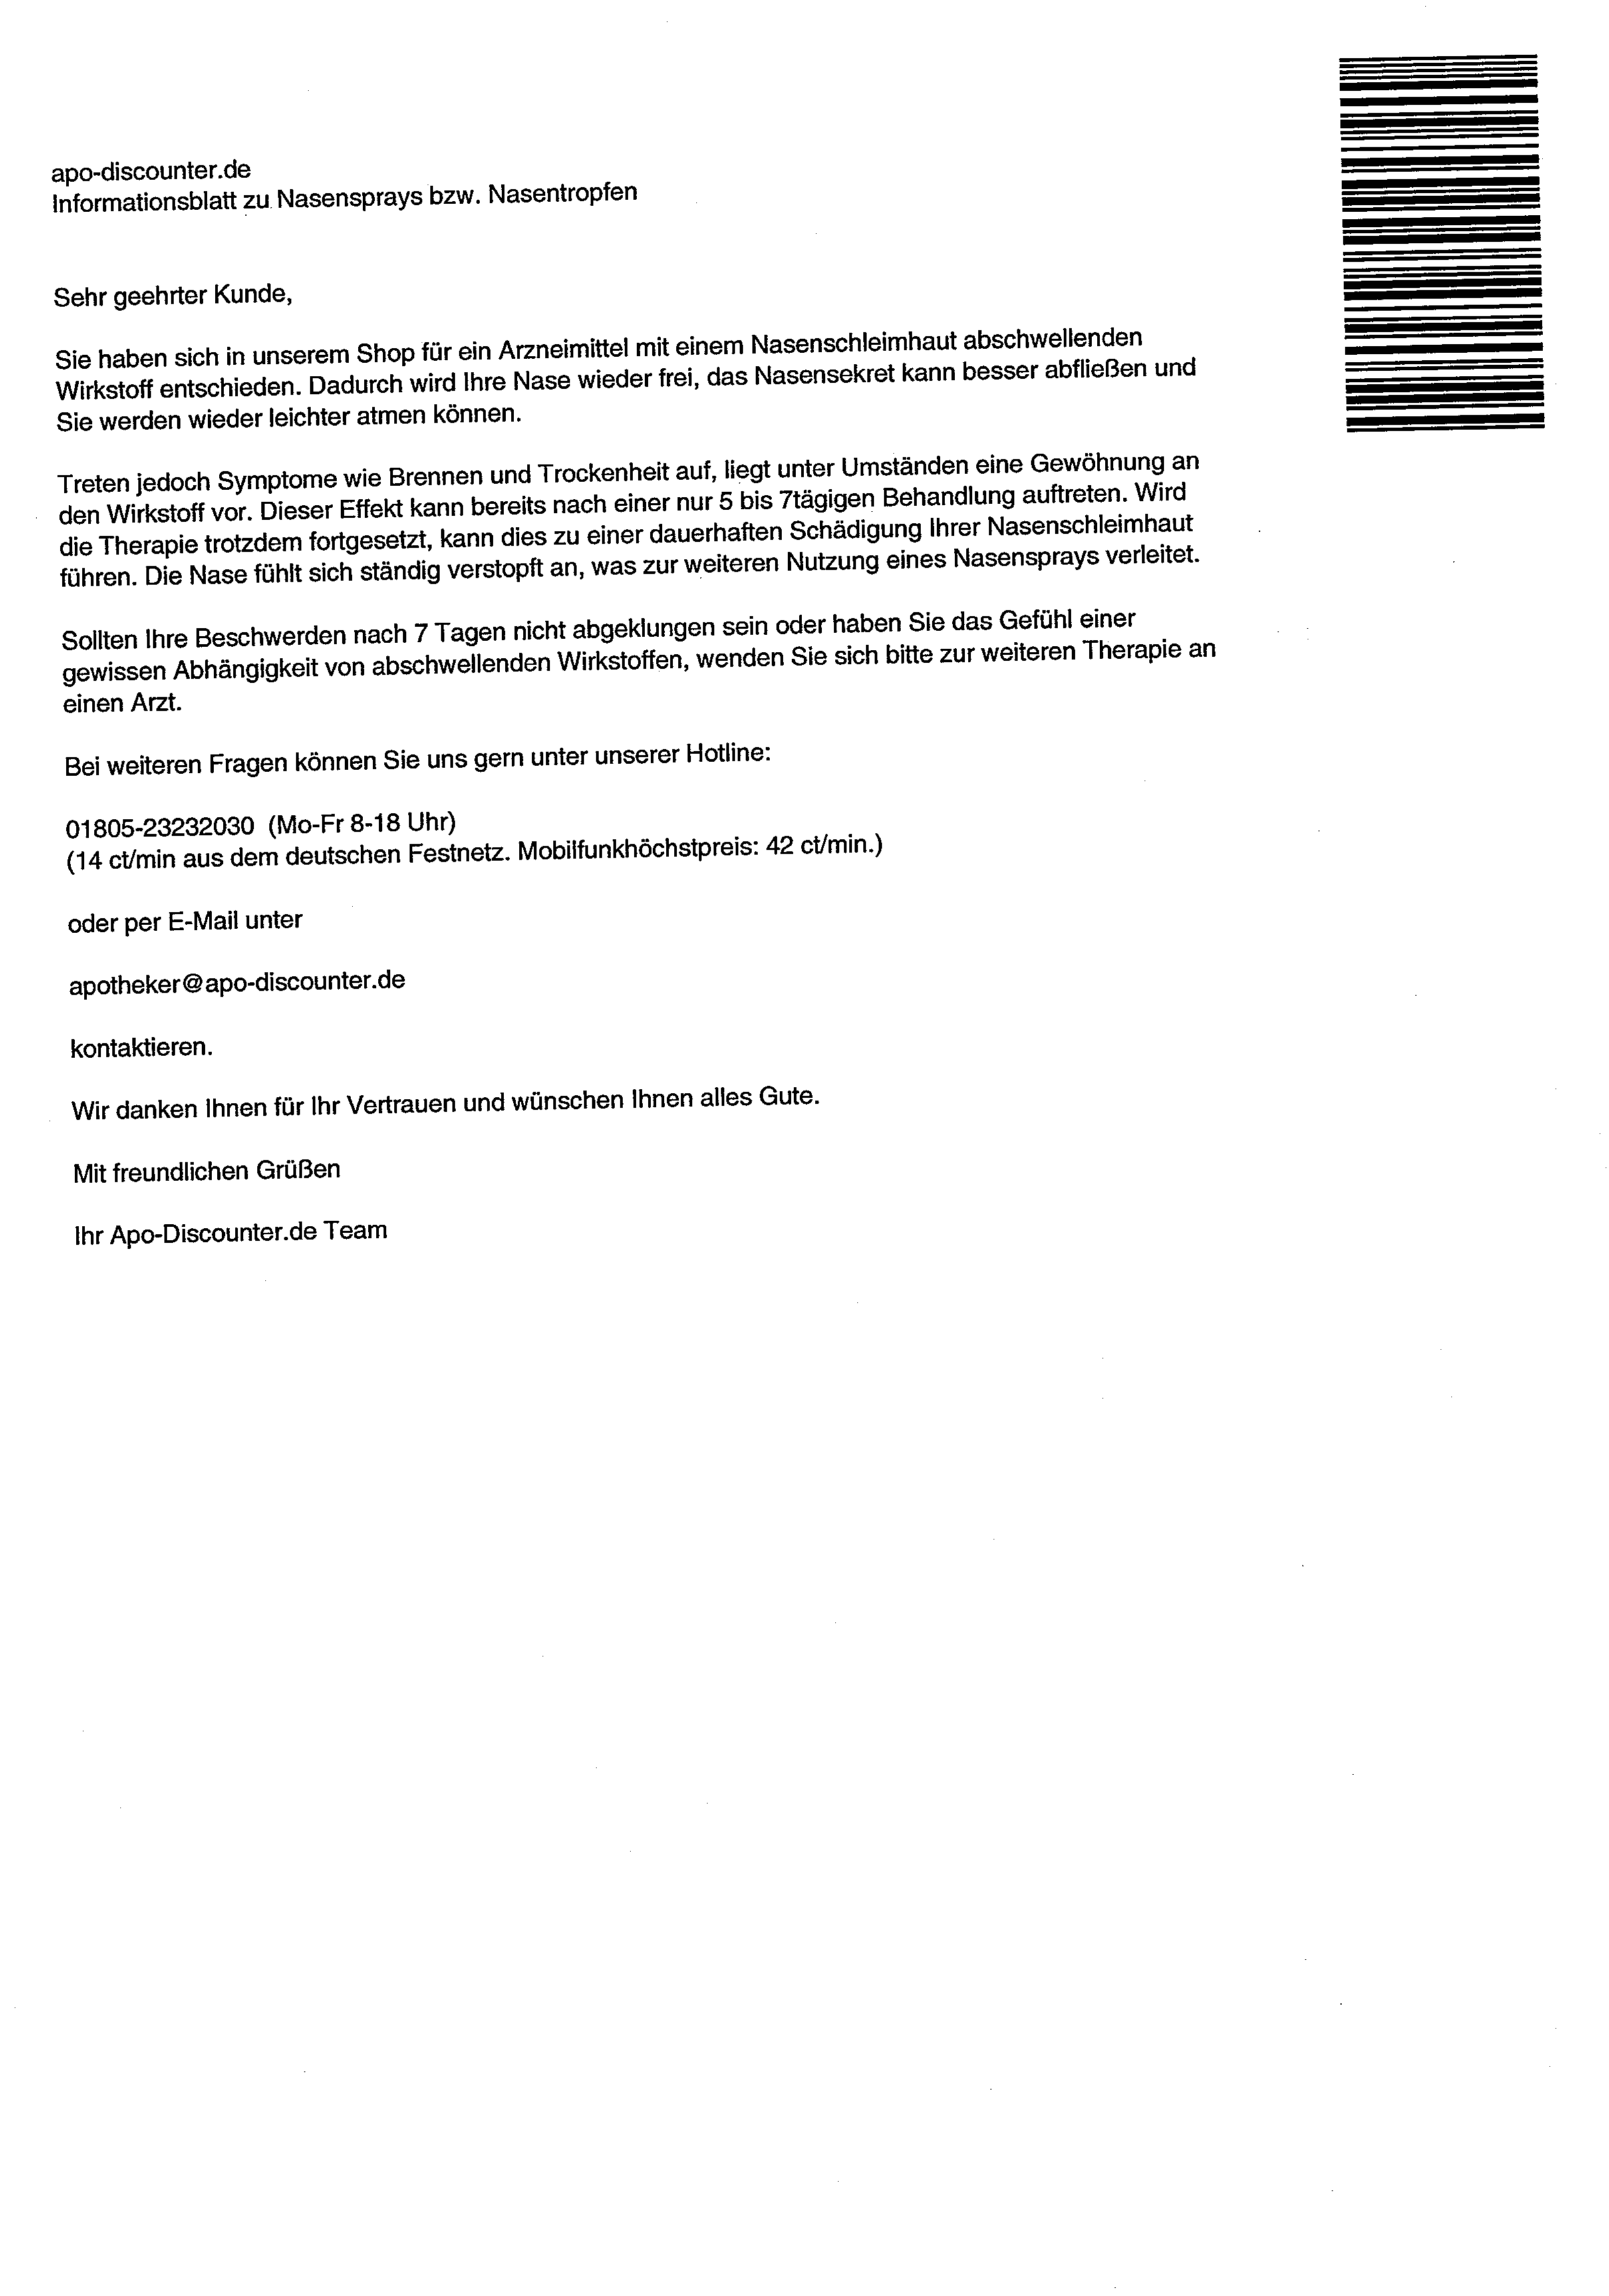 apo-discounter.de
Informationsblatt zu Nasensprays bzw. Nasentropfen
Sehr geehrter Kunde,
Sie haben sich in unserem Shop für ein Arzneimittel mit einem Nasenschleimhaut abschwellenden
Wirkstoff entschieden. Dadurch wird Ihre Nase wieder frei, das Nasensekret kann besser abfließen und
Sie werden wieder leichter atmen können.
Treten jedoch Symptome wie Brennen und Trockenheit auf, liegt unter Umständen eine Gewöhnung an
den Wirkstoff vor. Dieser Effekt kann bereits nach einer nur 5 bis 7tägigen Behandlung auftreten. Wird
die Therapie trotzdem fortgesetzt, kann dies zu einer dauerhaften Schädigung Ihrer Nasenschleimhaut
führen. Die Nase fühlt sich ständig verstopft an, was zur weiteren Nutzung eines Nasensprays verleitet.
Sollten Ihre Beschwerden nach 7 Tagen nicht abgeklungen sein oder haben Sie das Gefühl einer
gewissen Abhängigkeit von abschwellenden Wirkstoffen, wenden Sie sich bitte zur weiteren Therapie an
einen Arzt.
Bei weiteren Fragen können Sie uns gern unter unserer Hotline:
01805-23232030 (Mo-Fr 8-18 Uhr)
(14 ct/min aus dem deutschen Festnetz. Mobilfunkhöchstpreis: 42 ct/min.)
oder per E-Mail unter
apotheker@apo-discounter.de
kontaktieren.
Wir danken Ihnen für Ihr Vertrauen und wünschen Ihnen alles Gute.
Mit freundlichen Grüßen
Ihr Apo-Discounter.de Team